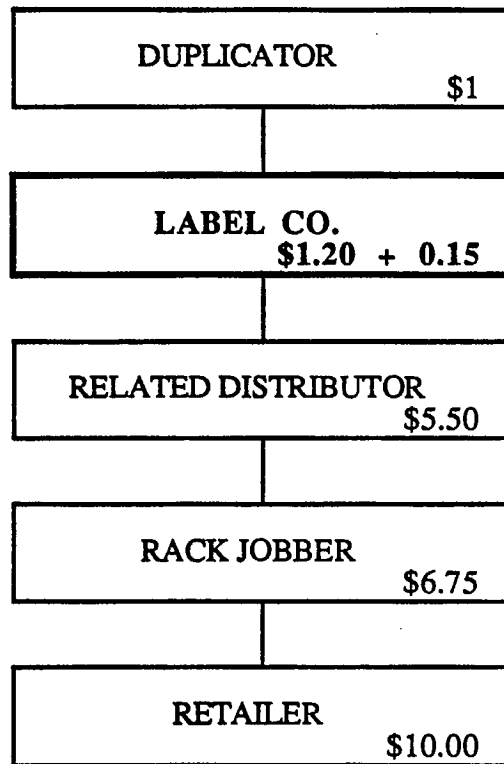 DUPLICATOR
$1
LABEL CO.
$1.20 + 0.15
RELATED DISTRIBUTOR
$5.50
RACK JOBBER
$6.75
RETAILER
$10.00